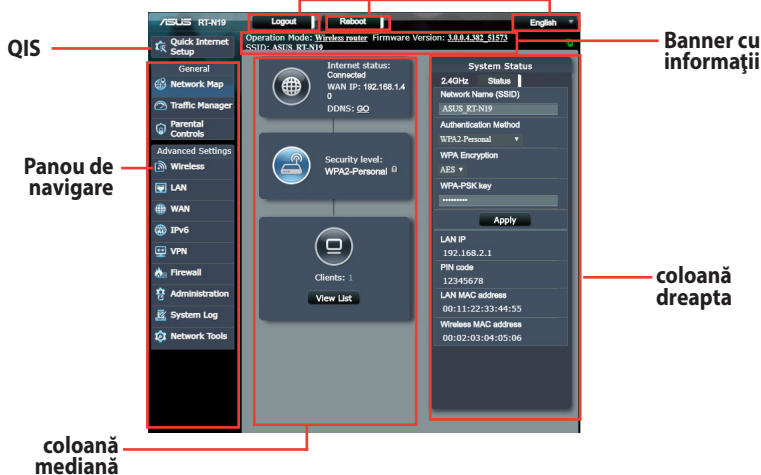 ASUS RT-N19
Logout
Reboot
English
Operation Mode: Wireless router Firmware Version: 3.0.0.4.382_51573
SSID: ASUS_RT-N19
QIS
Quick Internet
Setup
General
Network Map
Traffic Manager
Parental
Controls
Advanced Settings
Wireless
LAN
WAN
IPv6
VPN
Firewall
Administration
System Log
Network Tools
Panou de
navigare
Internet status:
Connected
WAN IP: 192.168.1.4
0
DDNS: GO
Security level:
WPA2-Personal
Clients: 1
View List
coloană
mediană
System Status
2.4GHz
Status
Network Name (SSID)
ASUS_RT-N19
Authentication Method
WPA2-Personal
WPA Encryption
AES
WPA-PSK key
•••••••••
Apply
LAN IP
192.168.2.1
PIN code
12345678
LAN MAC address
00:11:22:33:44:55
Wireless MAC address
00:02:03:04:05:06
Banner cu
informaţii
coloană
dreapta